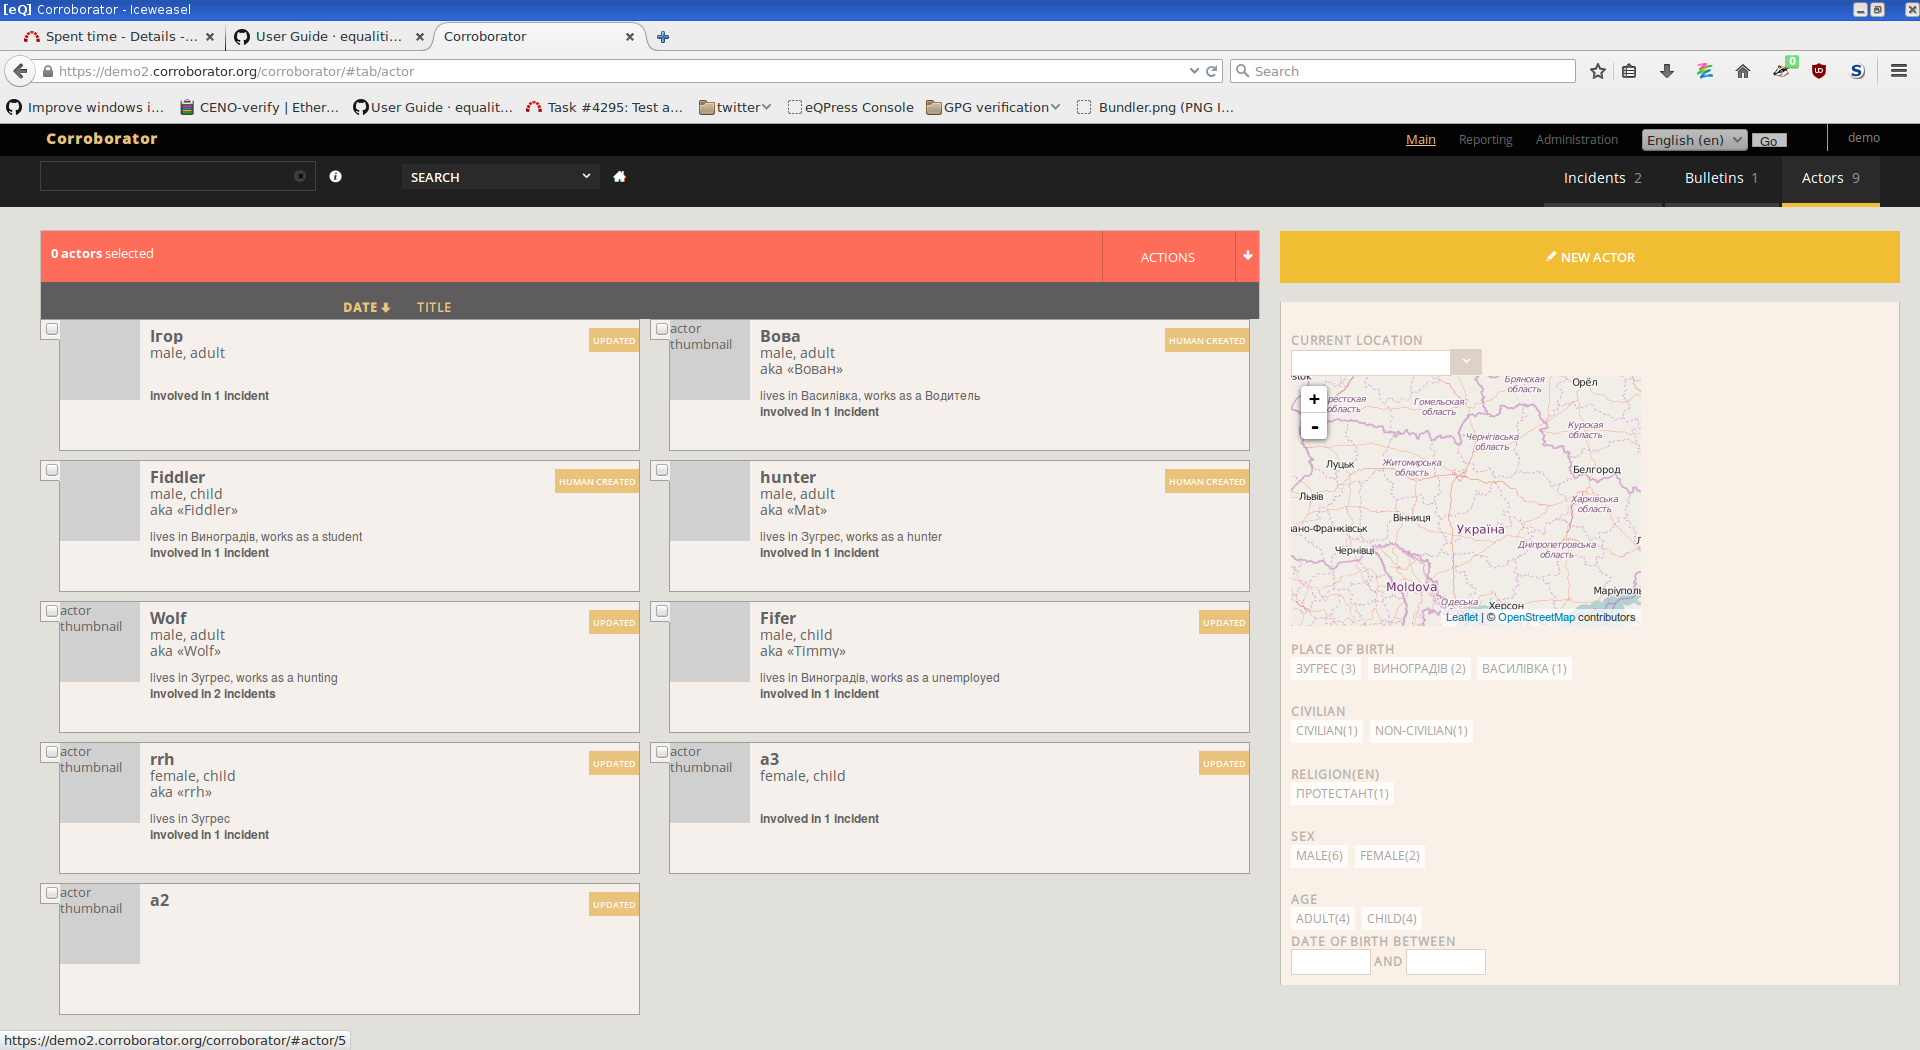 [eQ] Corroborator - Iceweasel
Spent time - Details -...
User Guide · equaliti...
Corroborator
https://demo2.corroborator.org/corroborator/#tab/actor
Search
0
Improve windows i...
CENO-verify | Ether...
User Guide · equalit...
Task #4295: Test a...
twitter
eQPress Console
GPG verification
Bundler.png (PNG I...
Corroborator
Main
Reporting
Administration
English (en)
Go
demo
SEARCH
Incidents 2
Bulletins 1
Actors 9
0 actors selected
ACTIONS
NEW ACTOR
DATE
TITLE
Ігор
male, adult
involved in 1 incident
UPDATED
actor
thumbnail
Вова
male, adult
aka «Вован»
lives in Василівка, works as a Водитель
involved in 1 incident
HUMAN CREATED
Fiddler
male, child
aka «Fiddler»
lives in Виноградів, works as a student
involved in 1 incident
HUMAN CREATED
hunter
male, adult
aka «Mat»
lives in Зугрес, works as a hunter
involved in 1 incident
HUMAN CREATED
actor
thumbnail
Wolf
male, adult
aka «Wolf»
lives in Зугрес, works as a hunting
involved in 2 incidents
UPDATED
Fifer
male, child
aka «Timmy»
lives in Виноградів, works as a unemployed
involved in 1 incident
UPDATED
actor
thumbnail
rrh
female, child
aka «rrh»
lives in Зугрес
involved in 1 incident
UPDATED
actor
thumbnail
a3
female, child
involved in 1 incident
UPDATED
actor
thumbnail
a2
UPDATED
CURRENT LOCATION
+
-
Брянская
область
Орёл
рестская
область
Гомельская
область
Курская
область
Чернігівська
область
Луцьк
Житомирська
область
Белгород
Львів
Харківська
область
Вінниця
вано-Франківськ
Україна
Чернівці
Дніпропетровська
область
Moldova
Маріуполь
Одеська
Херсон
Leaflet | © OpenStreetMap contributors
PLACE OF BIRTH
ЗУГРЕС (3)
ВИНОГРАДІВ (2)
ВАСИЛІВКА (1)
CIVILIAN
CIVILIAN(1)
NON-CIVILIAN(1)
RELIGION(EN)
ПРОТЕСТАНТ(1)
SEX
MALE(6)
FEMALE(2)
AGE
ADULT(4)
CHILD(4)
DATE OF BIRTH BETWEEN
AND
https://demo2.corroborator.org/corroborator/#actor/5